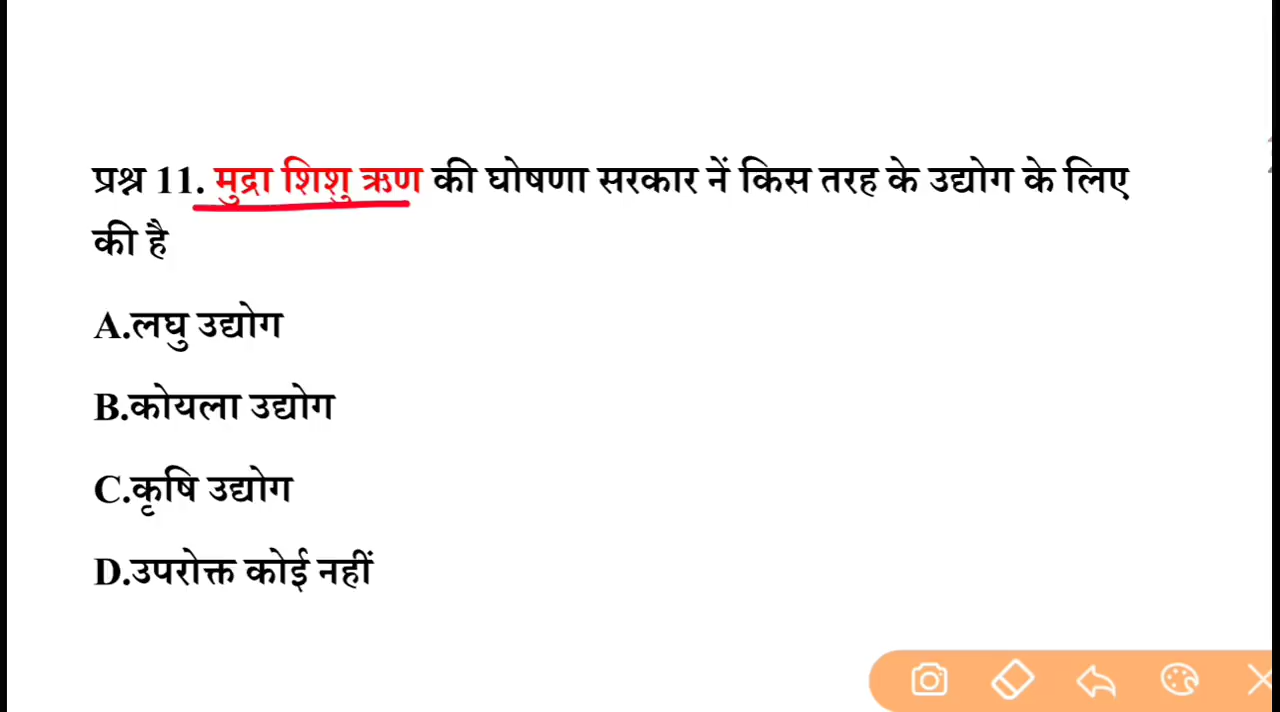 प्रश्न 11. मुद्रा शिशु ऋण की घोषणा सरकार नें किस तरह के उद्योग के लिए
की है
A.लघु उद्योग
B.कोयला उद्योग
C.कृषि उद्योग
D.उपरोक्त कोई नहीं